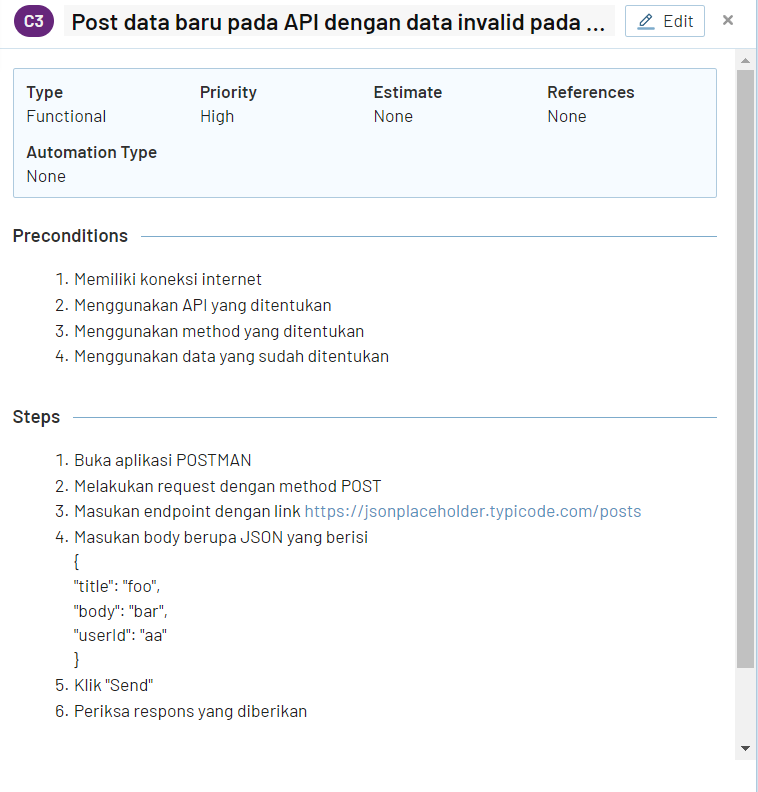 C3 Post data baru pada API dengan data invalid pada ... Edit ×
Type Priority Estimate References
Functional High None None
Automation Type
None
Preconditions
1. Memiliki koneksi internet
2. Menggunakan API yang ditentukan
3. Menggunakan method yang ditentukan
4. Menggunakan data yang sudah ditentukan
Steps
1. Buka aplikasi POSTMAN
2. Melakukan request dengan method POST
3. Masukan endpoint dengan link https://jsonplaceholder.typicode.com/posts
4. Masukan body berupa JSON yang berisi
{
"title": "foo",
"body": "bar",
"userId": "aa"
}
5. Klik "Send"
6. Periksa respons yang diberikan